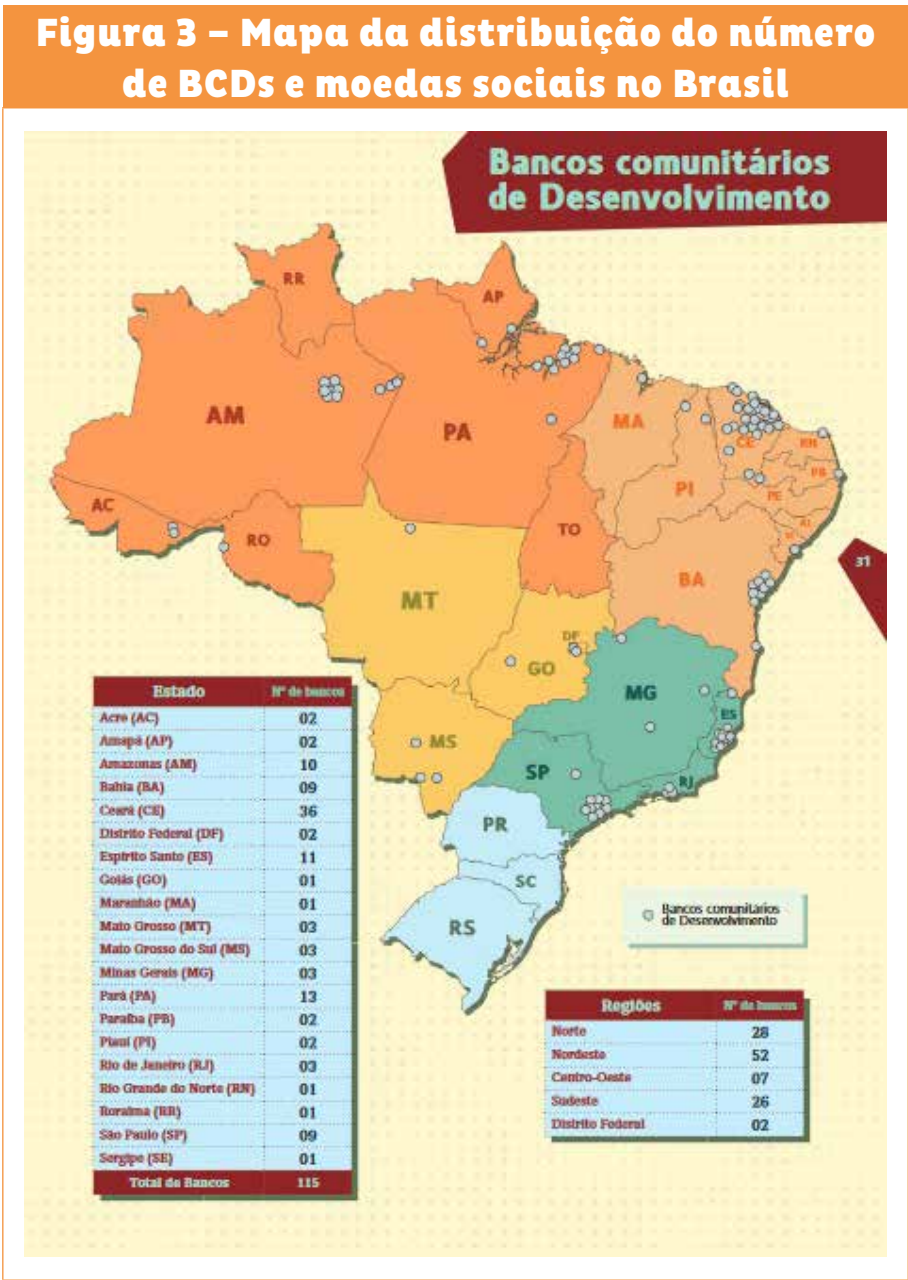 Figura 3 – Mapa da distribuição do número
de BCDs e moedas sociais no Brasil
Bancos comunitários
de Desenvolvimento
RR
AP
AM
PA
MA
CE
RN
PB
PI
PE
AL
SE
AC
RO
TO
BA
MT
DF
GO
MG
ES
MS
SP
RJ
PR
SC
RS
31
Bancos comunitários
de Desenvolvimento
Estado Nº de bancos
Acre (AC) 02
Amapá (AP) 02
Amazonas (AM) 10
Bahia (BA) 09
Ceará (CE) 36
Distrito Federal (DF) 02
Espírito Santo (ES) 11
Goiás (GO) 01
Maranhão (MA) 01
Mato Grosso (MT) 03
Mato Grosso do Sul (MS) 03
Minas Gerais (MG) 03
Pará (PA) 13
Paraíba (PB) 02
Piauí (PI) 02
Rio de Janeiro (RJ) 03
Rio Grande do Norte (RN) 01
Roraima (RR) 01
São Paulo (SP) 09
Sergipe (SE) 01
Total de Bancos 115
Regiões Nº de bancos
Norte 28
Nordeste 52
Centro-Oeste 07
Sudeste 26
Distrito Federal 02